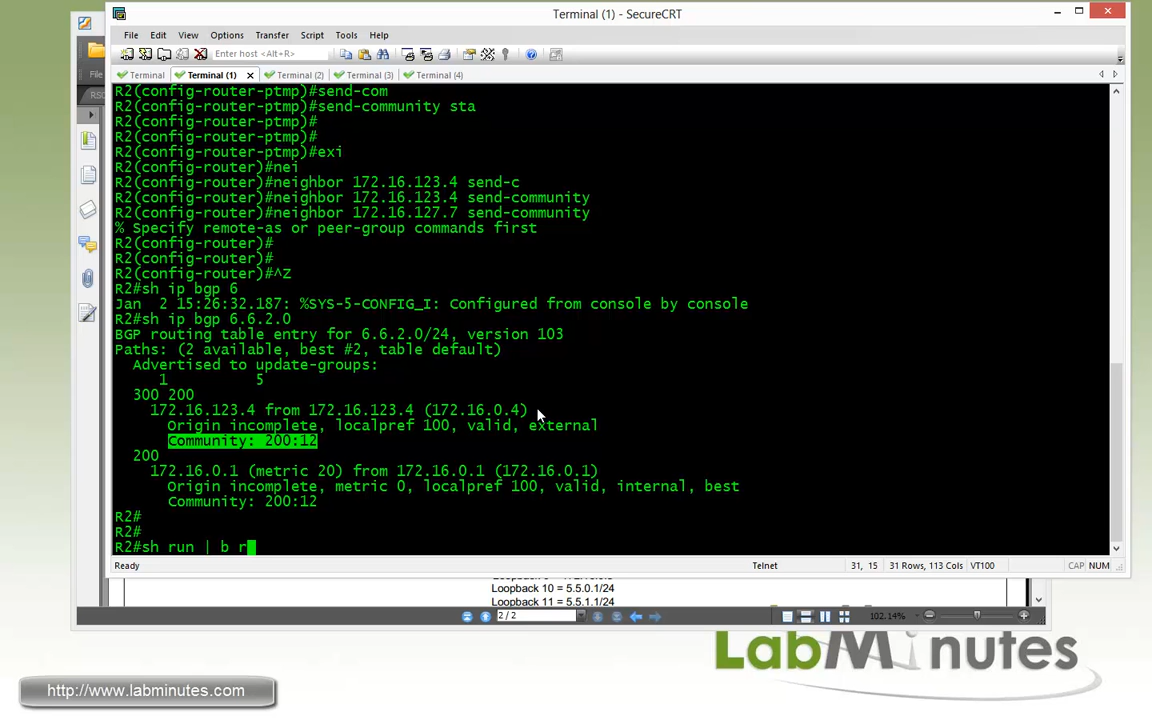 Terminal (1) - SecureCRT
File Edit View Options Transfer Script Tools Help
Enter host <Alt+R>
Terminal Terminal (1) Terminal (2) Terminal (3) Terminal (4)
R2(config-router-ptmp)#send-com
R2(config-router-ptmp)#send-community sta
R2(config-router-ptmp)#
R2(config-router-ptmp)#
R2(config-router-ptmp)#exi
R2(config-router)#nei
R2(config-router)#neighbor 172.16.123.4 send-c
R2(config-router)#neighbor 172.16.123.4 send-community
R2(config-router)#neighbor 172.16.127.7 send-community
% Specify remote-as or peer-group commands first
R2(config-router)#
R2(config-router)#
R2(config-router)#^Z
R2#sh ip bgp 6
Jan  2 15:26:32.187: %SYS-5-CONFIG_I: Configured from console by console
R2#sh ip bgp 6.6.2.0
BGP routing table entry for 6.6.2.0/24, version 103
Paths: (2 available, best #2, table default)
Advertised to update-groups:
1 5
300 200
172.16.123.4 from 172.16.123.4 (172.16.0.4)
Origin incomplete, localpref 100, valid, external
Community: 200:12
200
172.16.0.1 (metric 20) from 172.16.0.1 (172.16.0.1)
Origin incomplete, metric 0, localpref 100, valid, internal, best
Community: 200:12
R2#
R2#
R2#sh run | b r
Ready Telnet 31, 15 31 Rows, 113 Cols VT100 CAP NUM
Loopback 10 = 5.5.0.1/24
Loopback 11 = 5.5.1.1/24
2 / 2 102.14%
LabMinutes
http://www.labminutes.com